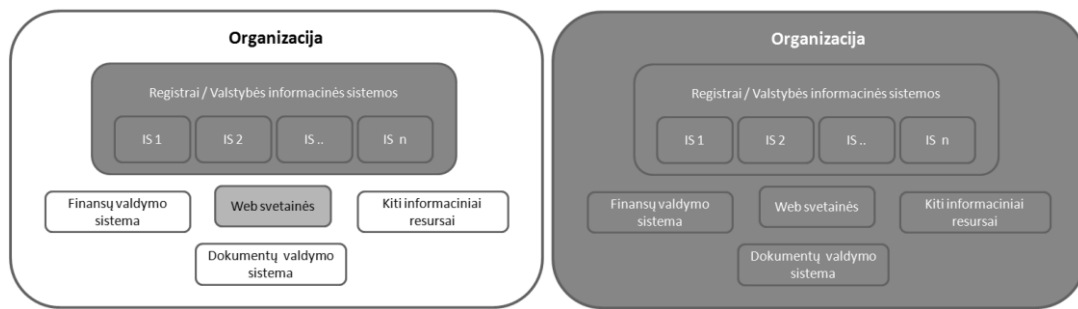 Organizacija
Registrai / Valstybės informacinės sistemos
IS 1
IS 2
IS ..
IS n
Finansų valdymo
sistema
Web svetainės
Kiti informaciniai
resursai
Dokumentų valdymo
sistema
Organizacija
Registrai / Valstybės informacinės sistemos
IS 1
IS 2
IS ..
IS n
Finansų valdymo
sistema
Web svetainės
Kiti informaciniai
resursai
Dokumentų valdymo
sistema